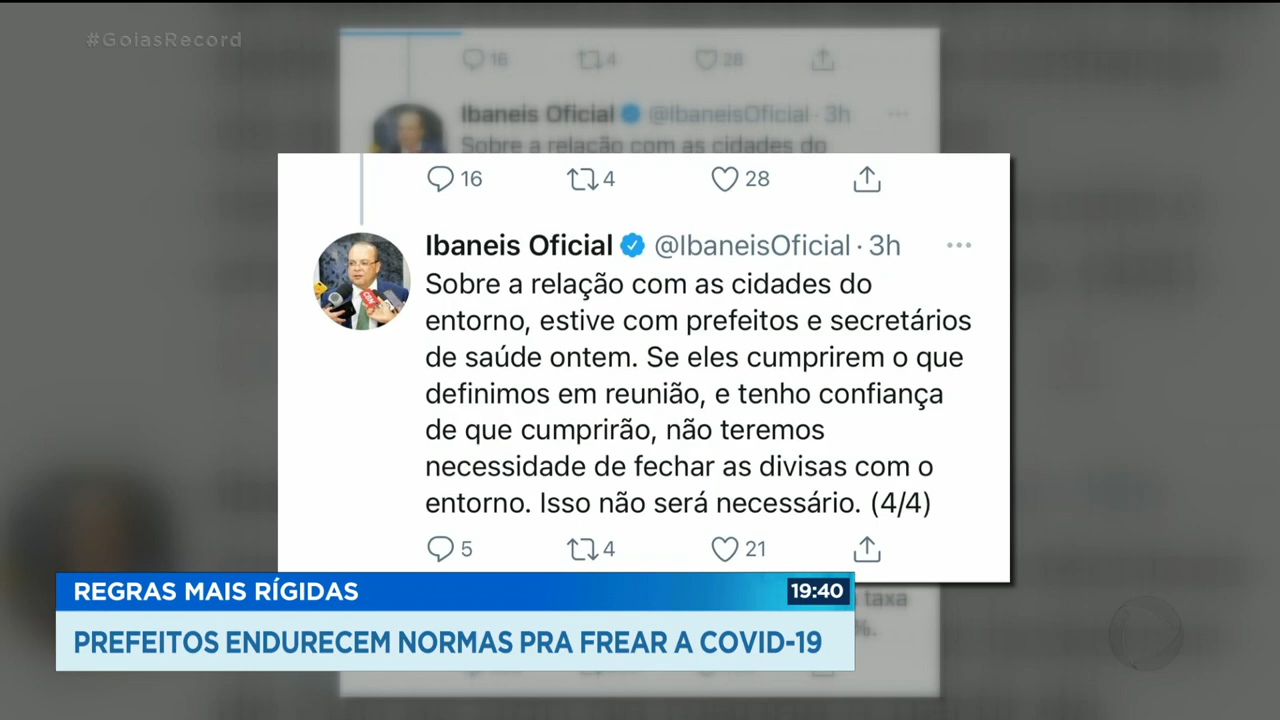 #GoiasRecord
16 4 28
Ibaneis Oficial @IbaneisOficial · 3h
Sobre a relação com as cidades do
16 4 28
Ibaneis Oficial @IbaneisOficial · 3h
Sobre a relação com as cidades do
entorno, estive com prefeitos e secretários
de saúde ontem. Se eles cumprirem o que
definimos em reunião, e tenho confiança
de que cumprirão, não teremos
necessidade de fechar as divisas com o
entorno. Isso não será necessário. (4/4)
5 4 21
taxa
REGRAS MAIS RÍGIDAS 19:40
PREFEITOS ENDURECEM NORMAS PRA FREAR A COVID-19